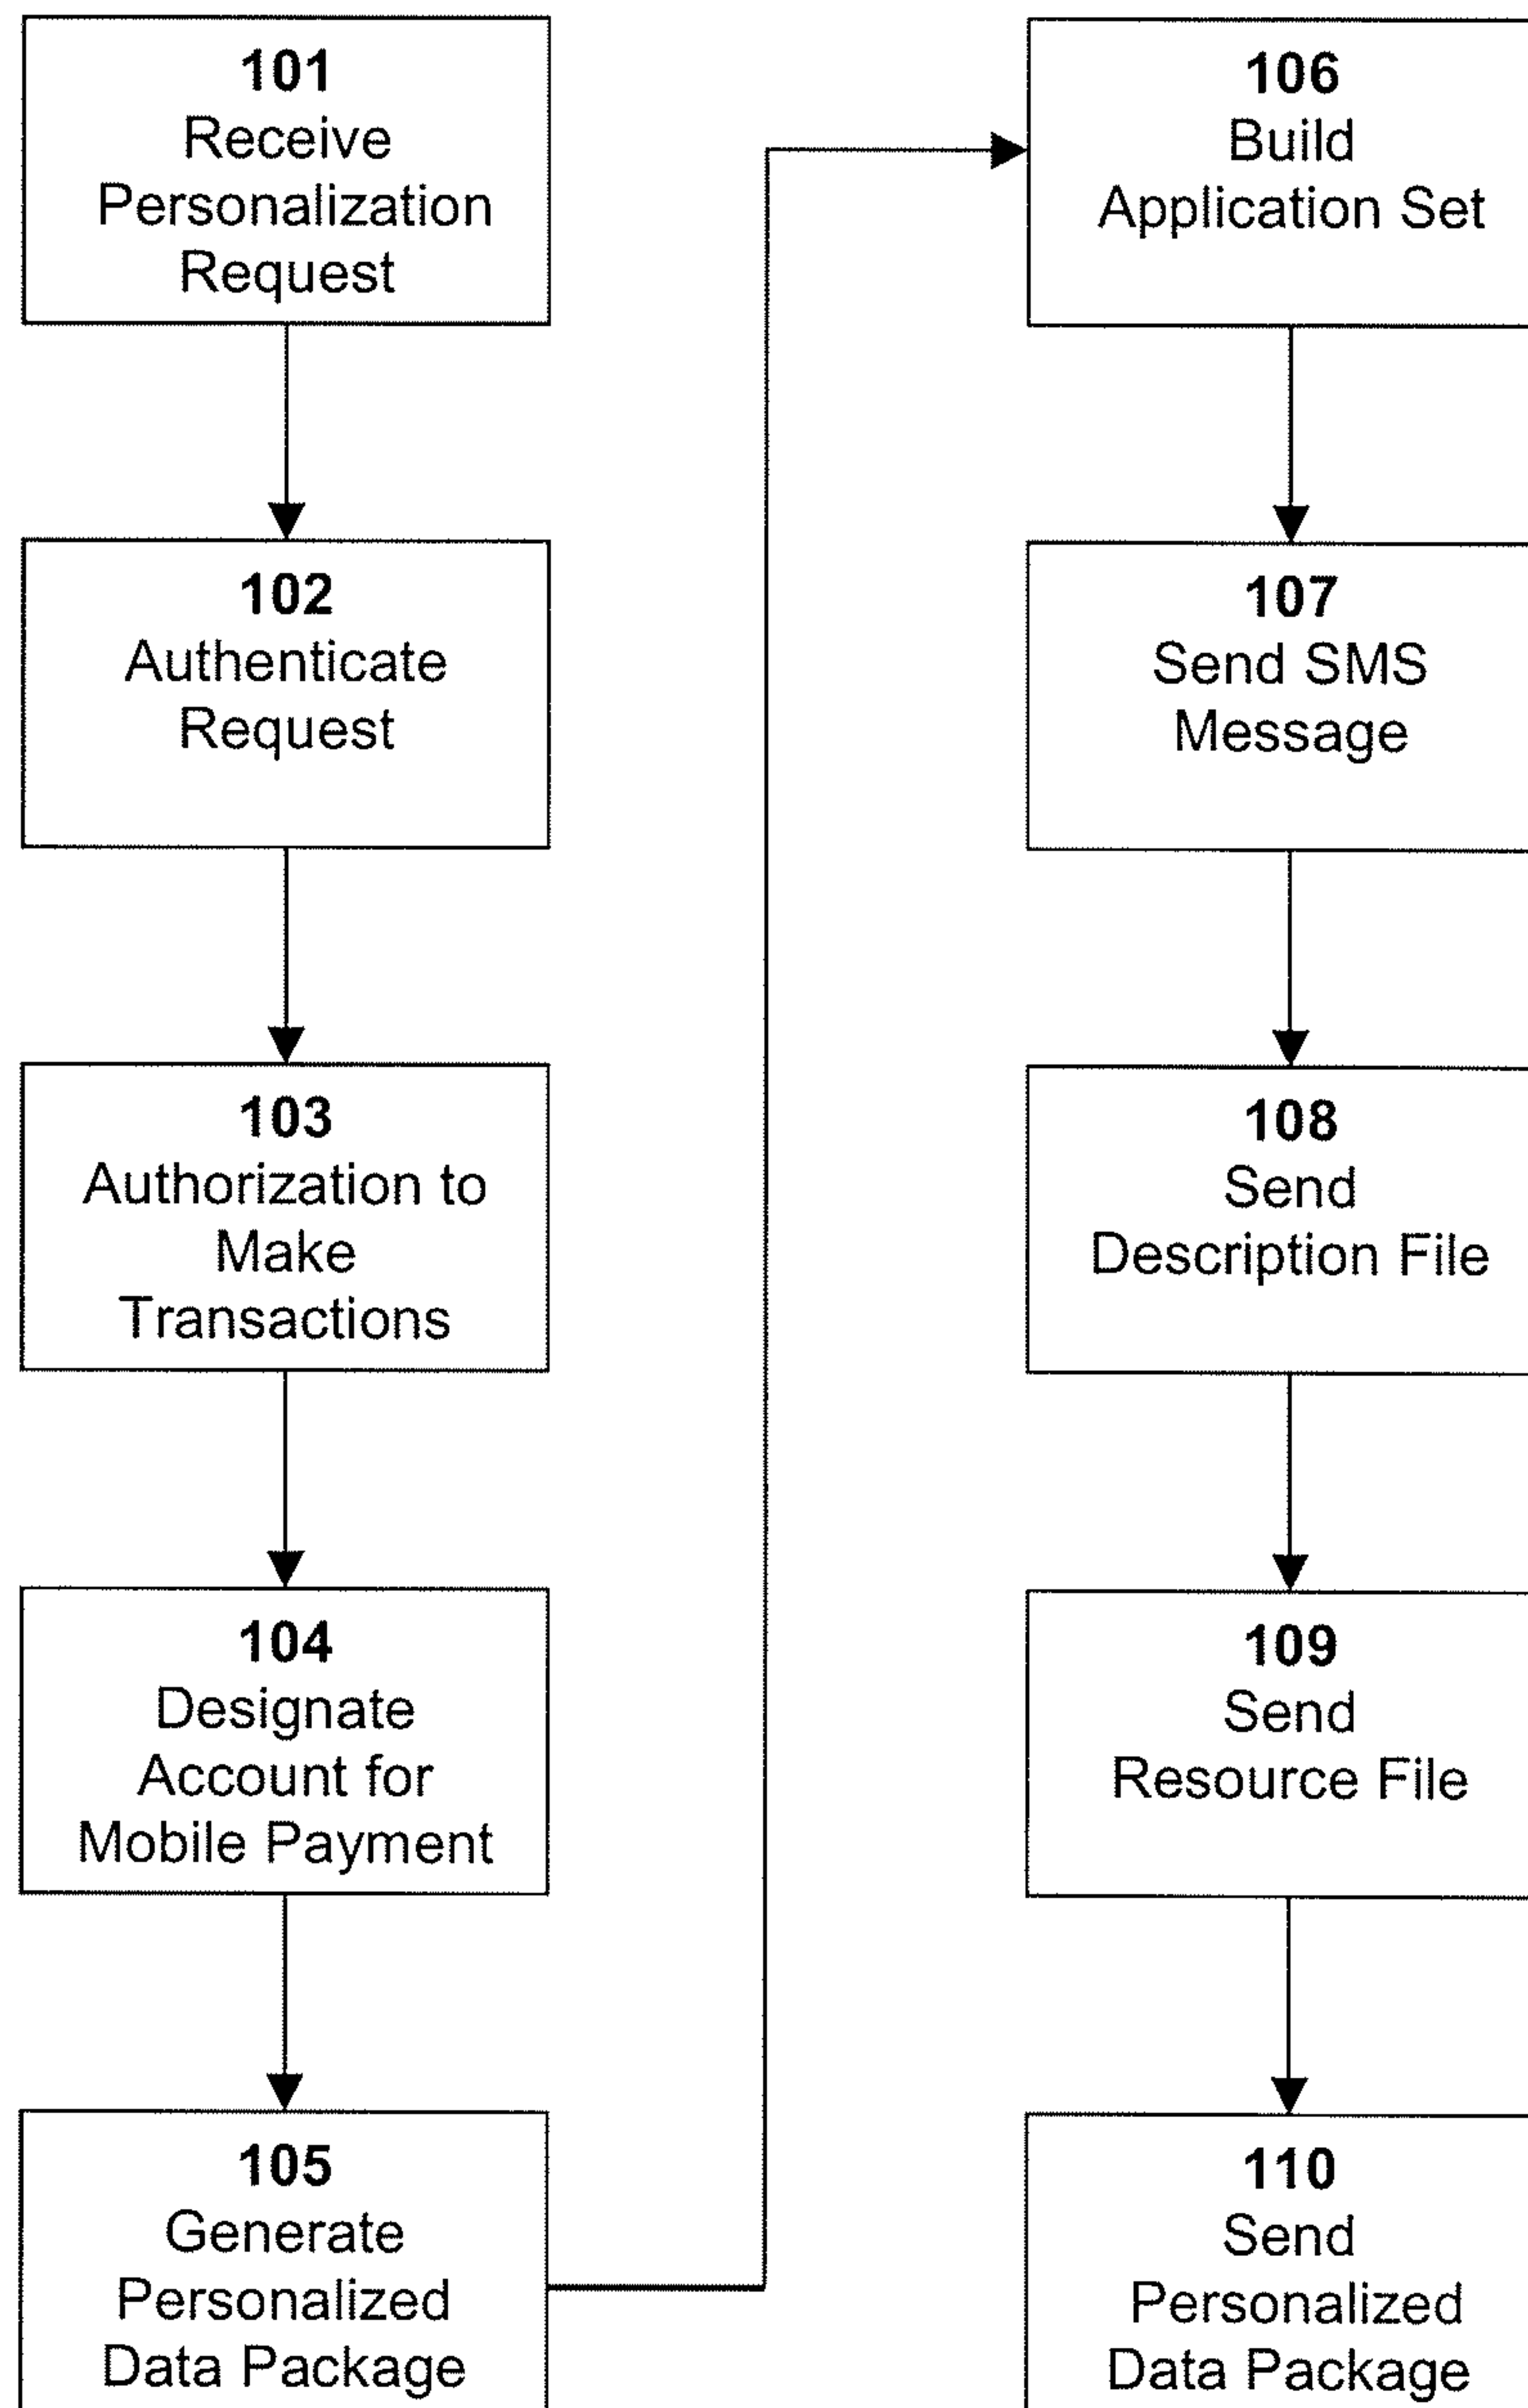 101
Receive
Personalization
Request
102
Authenticate
Request
103
Authorization to
Make
Transactions
104
Designate
Account for
Mobile Payment
105
Generate
Personalized
Data Package
106
Build
Application Set
107
Send SMS
Message
108
Send
Description File
109
Send
Resource File
110
Send
Personalized
Data Package